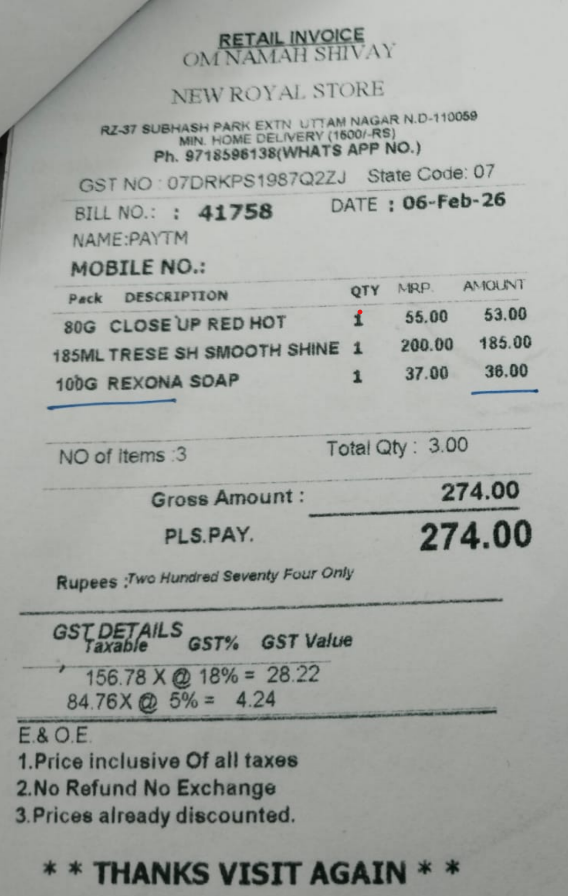 RETAIL INVOICE
OM NAMAH SHIVAY
NEW ROYAL STORE
RZ-37 SUBHASH PARK EXTN UTTAM NAGAR N.D-110059
MIN. HOME DELIVERY (1500/-RS)
Ph. 9718596138(WHATS APP NO.)
GST NO : 07DRKPS1987Q2ZJ State Code: 07
BILL NO.: : 41758 DATE : 06-Feb-26
NAME:PAYTM
MOBILE NO.:
Pack DESCRIPTION QTY MRP. AMOUNT
80G CLOSE UP RED HOT 1 55.00 53.00
185ML TRESE SH SMOOTH SHINE 1 200.00 185.00
100G REXONA SOAP 1 37.00 36.00
NO of items :3 Total Qty : 3.00
Gross Amount : 274.00
PLS.PAY. 274.00
Rupees :Two Hundred Seventy Four Only
GST DETAILS
Taxable GST% GST Value
156.78 X @ 18% = 28.22
84.76X @ 5% = 4.24
E.& O.E.
1.Price inclusive Of all taxes
2.No Refund No Exchange
3.Prices already discounted.
* * THANKS VISIT AGAIN * *